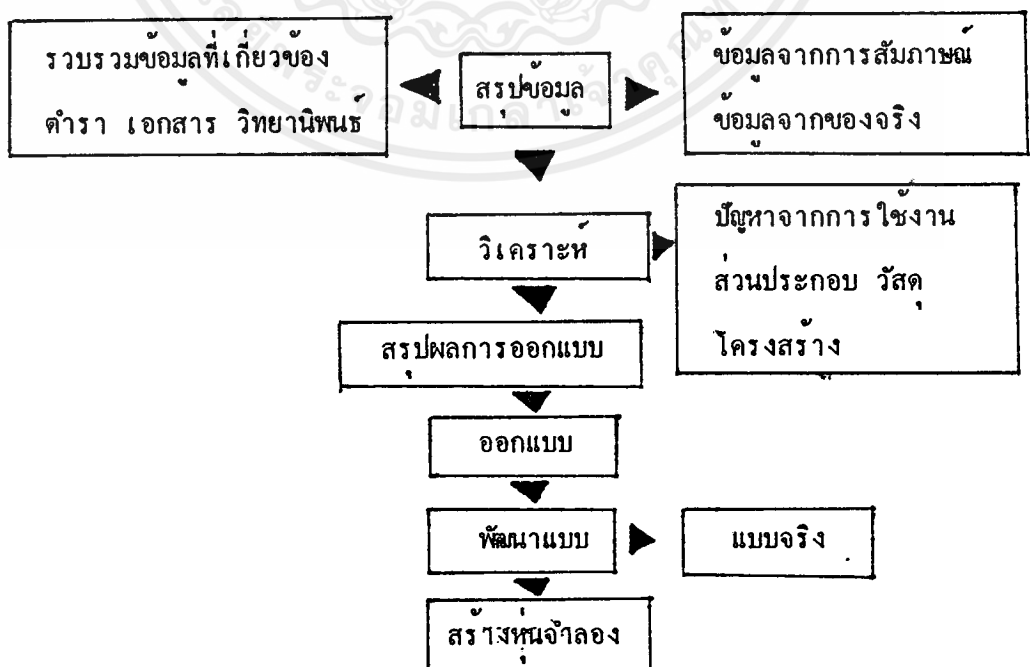 รวบรวมข้อมูลที่เกี่ยวข้อง
ตำรา เอกสาร วิทยานิพนธ์
สรุปข้อมูล
ข้อมูลจากการสัมภาษณ์
ข้อมูลจากของจริง
วิเคราะห์
ปัญหาจากการใช้งาน
ส่วนประกอบ วัสดุ
โครงสร้าง
สรุปผลการออกแบบ
ออกแบบ
พัฒนาแบบ
แบบจริง
สร้างหุ่นจำลอง